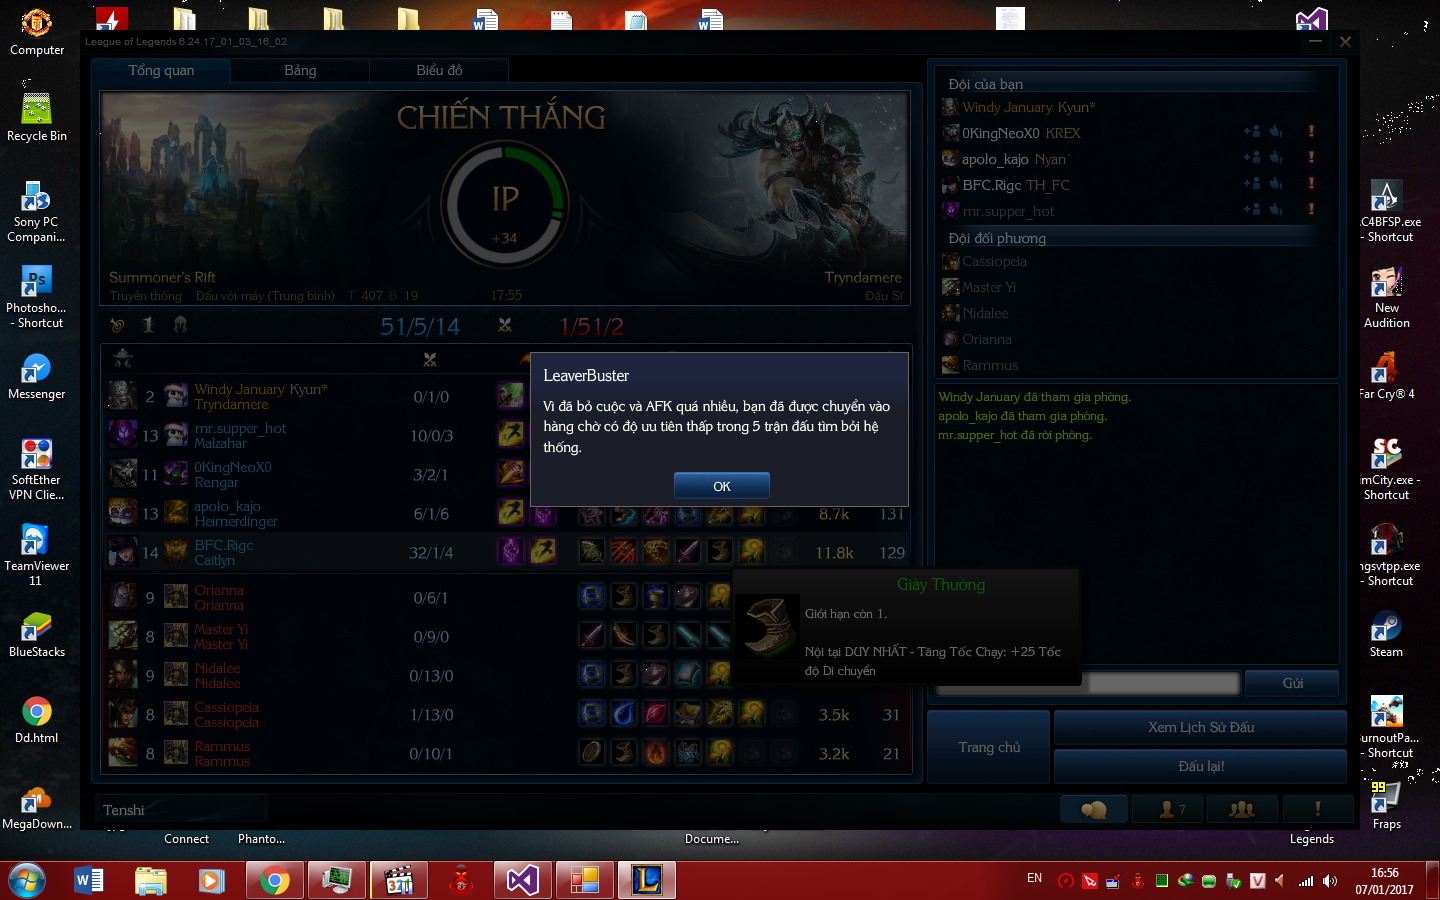 Computer
Recycle Bin
Sony PC
Compani...
Photosho...
- Shortcut
Messenger
SoftEther
VPN Clie...
TeamViewer
11
BlueStacks
Dd.html
MegaDown...
Connect
Phanto...
Docume...
Legends
C4BFSP.exe
- Shortcut
New
Audition
Far Cry® 4
imCity.exe -
Shortcut
ngsvtpp.exe
- Shortcut
Steam
urnoutPa...
- Shortcut
99
Fraps
League of Legends 6.24.17_01_03_16_02
Tổng quan
Bảng
Biểu đồ
CHIẾN THẮNG
IP
+34
Summoner's Rift
Truyền thống Đấu với máy (Trung bình) T 407 B 19
17:55
Tryndamere
Đấu Sĩ
1
51/5/14
1/51/2
2 Windy January Kyun* 0/1/0
Tryndamere
13 mr.supper_hot 10/0/3
Malzahar
11 0KingNeoX0 3/2/1
Rengar
13 apolo_kajo 6/1/6 8.7k 131
Heimerdinger
14 BFC.Rigc 32/1/4 11.8k 129
Caitlyn
9 Orianna 0/6/1
Orianna
8 Master Yi 0/9/0
Master Yi
9 Nidalee 0/13/0
Nidalee
8 Cassiopeia 1/13/0 3.5k 31
Cassiopeia
8 Rammus 0/10/1 3.2k 21
Rammus
LeaverBuster
Vì đã bỏ cuộc và AFK quá nhiều, bạn đã được chuyển vào
hàng chờ có độ ưu tiên thấp trong 5 trận đấu tìm bởi hệ
thống.
OK
Giày Thường
Giới hạn còn 1.
Nội tại DUY NHẤT - Tăng Tốc Chạy: +25 Tốc
độ Di chuyển
Đội của bạn
Windy January Kyun*
0KingNeoX0 KREX
apolo_kajo Nyan`
BFC.Rigc TH_FC
mr.supper_hot
Đội đối phương
Cassiopeia
Master Yi
Nidalee
Orianna
Rammus
Windy January đã tham gia phòng.
apolo_kajo đã tham gia phòng.
mr.supper_hot đã rời phòng.
Gửi
Trang chủ
Xem Lịch Sử Đấu
Đấu lại!
Tenshi
7
EN
16:56
07/01/2017